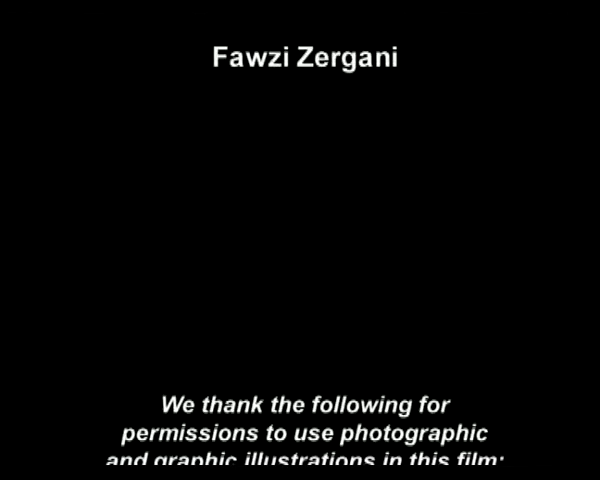 Fawzi Zergani
We thank the following for
permissions to use photographic
and graphic illustrations in this film: